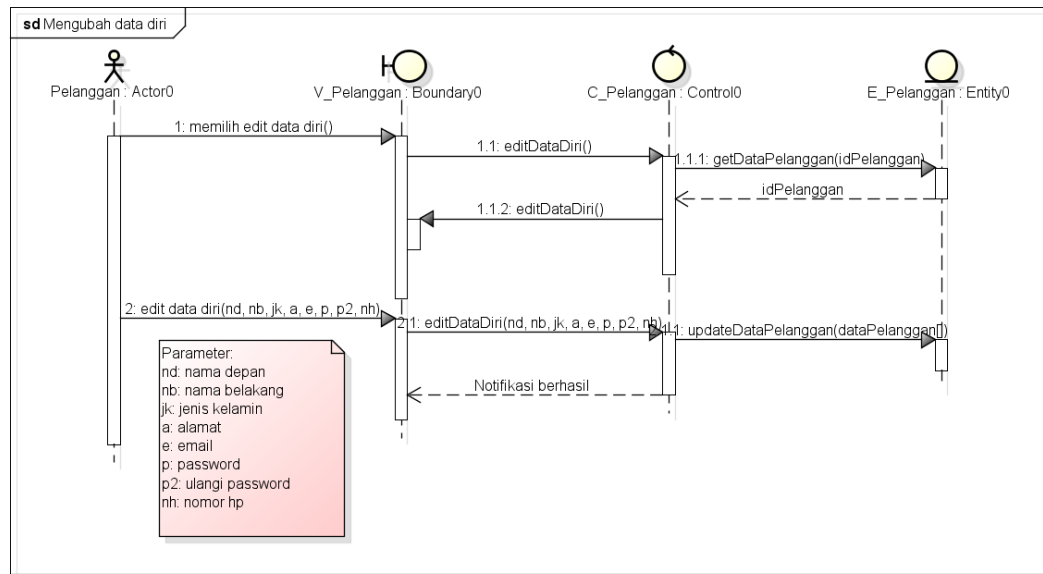 sd Mengubah data diri
Pelanggan : Actor0
V_Pelanggan : Boundary0
C_Pelanggan : Control0
E_Pelanggan : Entity0
1: memilih edit data diri()
1.1: editDataDiri()
1.1.1: getDataPelanggan(idPelanggan)
idPelanggan
1.1.2: editDataDiri()
2: edit data diri(nd, nb, jk, a, e, p, p2, nh)
2.1: editDataDiri(nd, nb, jk, a, e, p, p2, nh)
1.1: updateDataPelanggan(dataPelanggan[])
Notifikasi berhasil
Parameter:
nd: nama depan
nb: nama belakang
jk: jenis kelamin
a: alamat
e: email
p: password
p2: ulangi password
nh: nomor hp